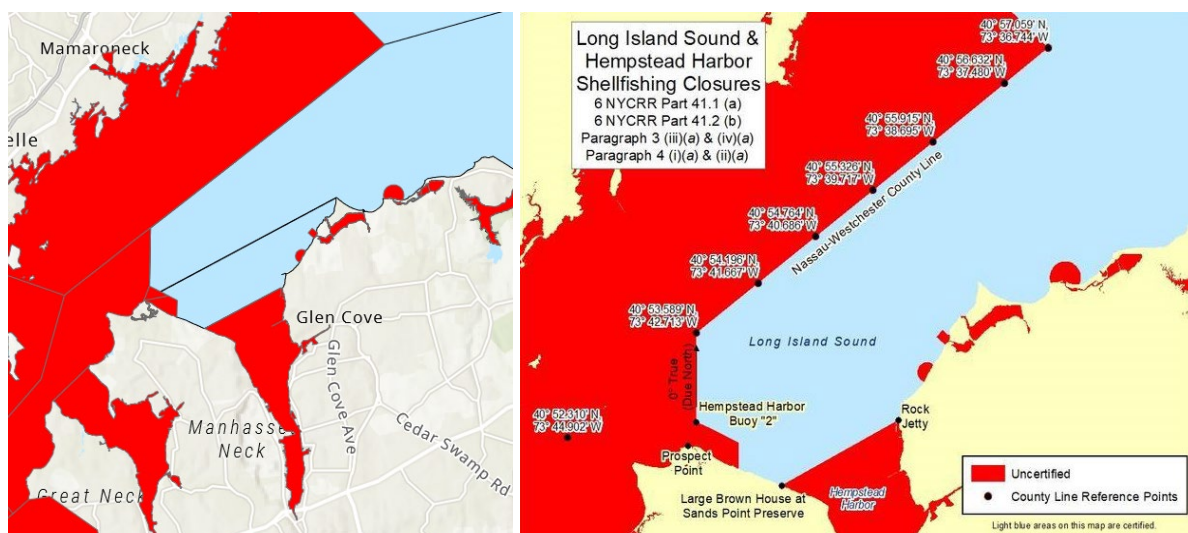 Mamaroneck
elle
Glen Cove
Glen Cove Ave
Manhasse
Neck
Cedar Swamp Rd
Great Neck
Long Island Sound &
Hempstead Harbor
Shellfishing Closures
6 NYCRR Part 41.1 (a)
6 NYCRR Part 41.2 (b)
Paragraph 3 (iii)(a) & (iv)(a)
Paragraph 4 (i)(a) & (ii)(a)
40° 57.059' N,
73° 36.744' W
40° 56.632' N,
73° 37.480' W
40° 55.915' N,
73° 38.695' W
40° 55.326' N,
73° 39.717' W
40° 54.764' N,
73° 40.686' W
Nassau-Westchester County Line
40° 54.196' N,
73° 41.667' W
40° 53.589' N,
73° 42.713' W
Long Island Sound
0° True
(Due North)
40° 52.310' N,
73° 44.902' W
Hempstead Harbor
Buoy "2"
Rock
Jetty
Prospect
Point
Large Brown House at
Sands Point Preserve
Hempstead
Harbor
Uncertified
County Line Reference Points
Light blue areas on this map are certified.